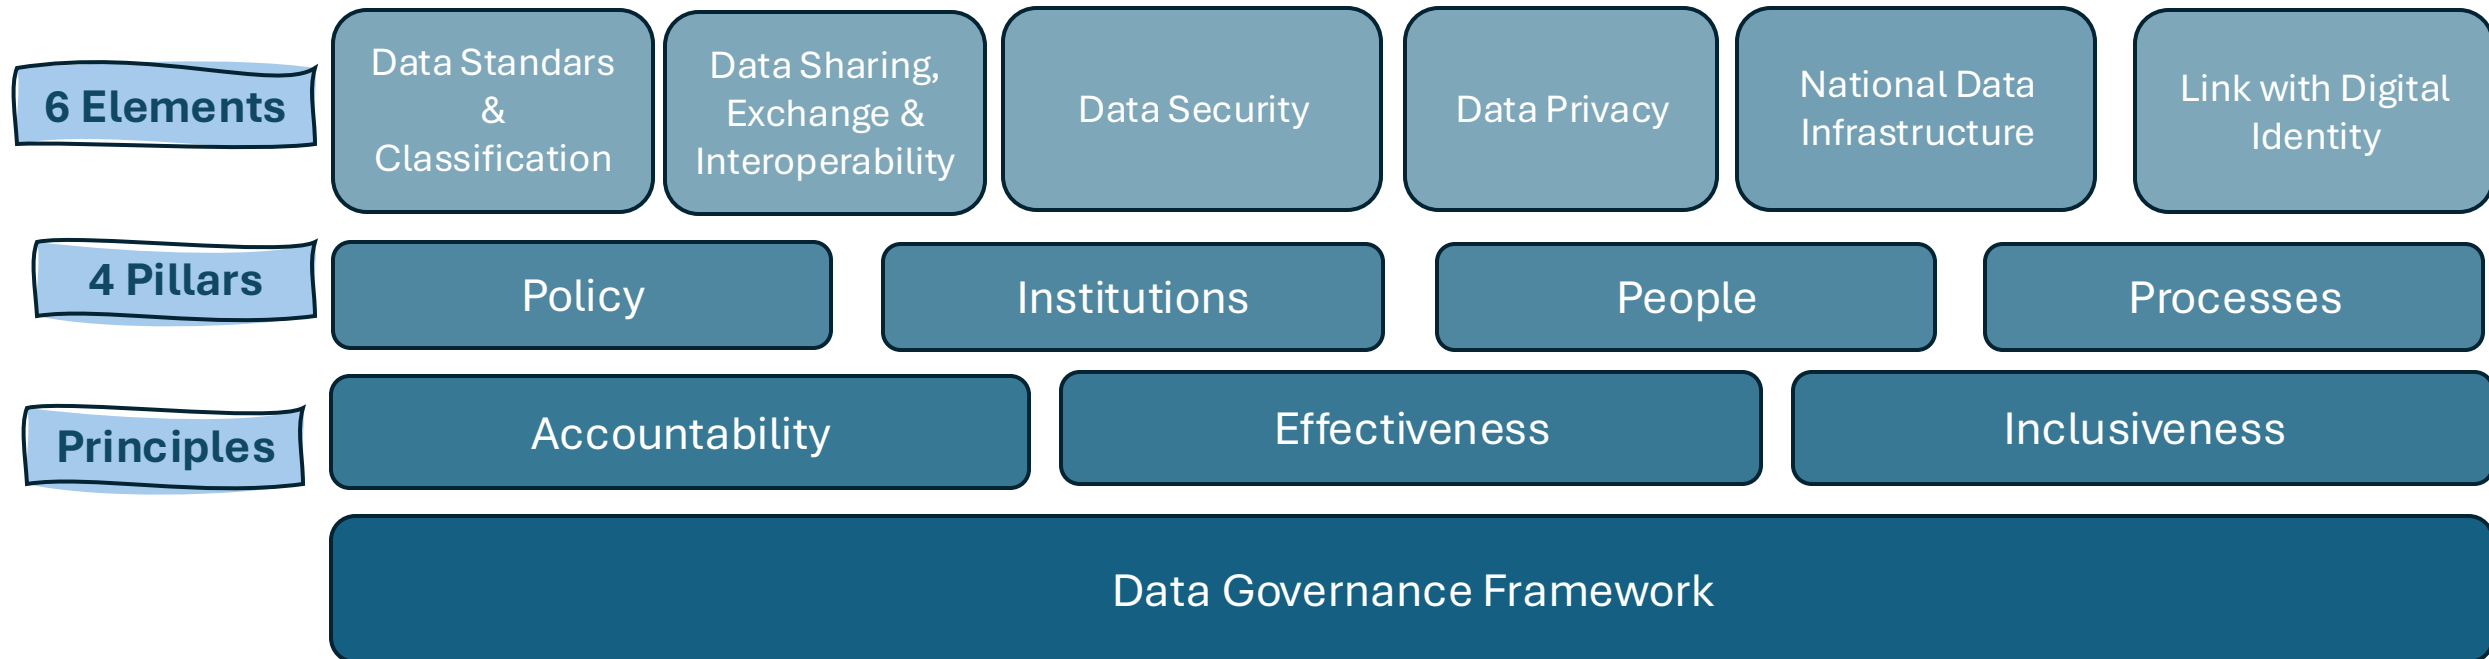 6 Elements
Data Standars
&
Classification
Data Sharing,
Exchange &
Interoperability
Data Security
Data Privacy
National Data
Infrastructure
Link with Digital
Identity
4 Pillars
Policy
Institutions
People
Processes
Principles
Accountability
Effectiveness
Inclusiveness
Data Governance Framework